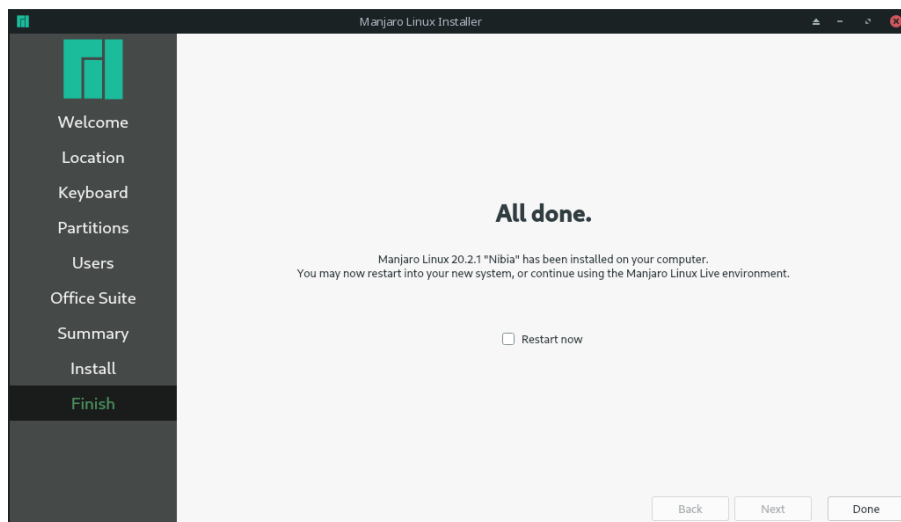 Manjaro Linux Installer
Welcome
Location
Keyboard
Partitions
Users
Office Suite
Summary
Install
Finish
All done.
Manjaro Linux 20.2.1 "Nibia" has been installed on your computer.
You may now restart into your new system, or continue using the Manjaro Linux Live environment.
Restart now
Back
Next
Done